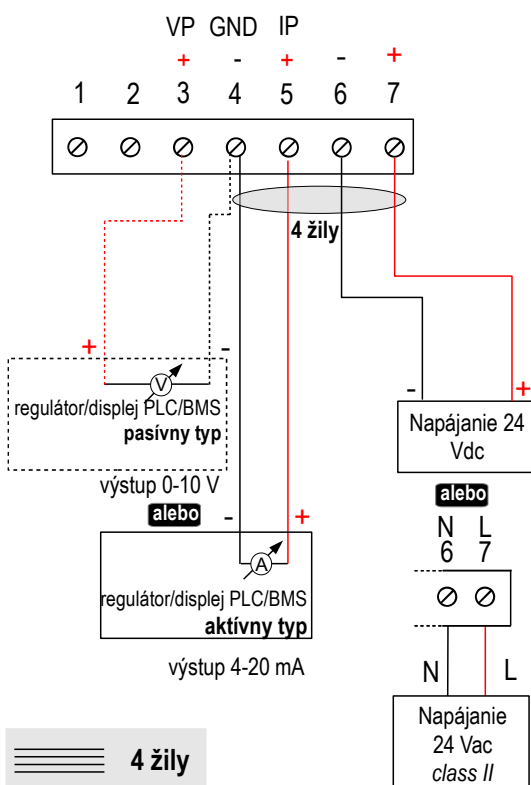 VP GND IP
+ - + - +
1 2 3 4 5 6 7
4 žily
+ -
V
regulátor/displej PLC/BMS
pasívny typ
výstup 0-10 V
alebo
- +
A
regulátor/displej PLC/BMS
aktívny typ
výstup 4-20 mA
- +
Napájanie 24
Vdc
alebo
N L
6 7
N L
Napájanie
24 Vac
class II
4 žily